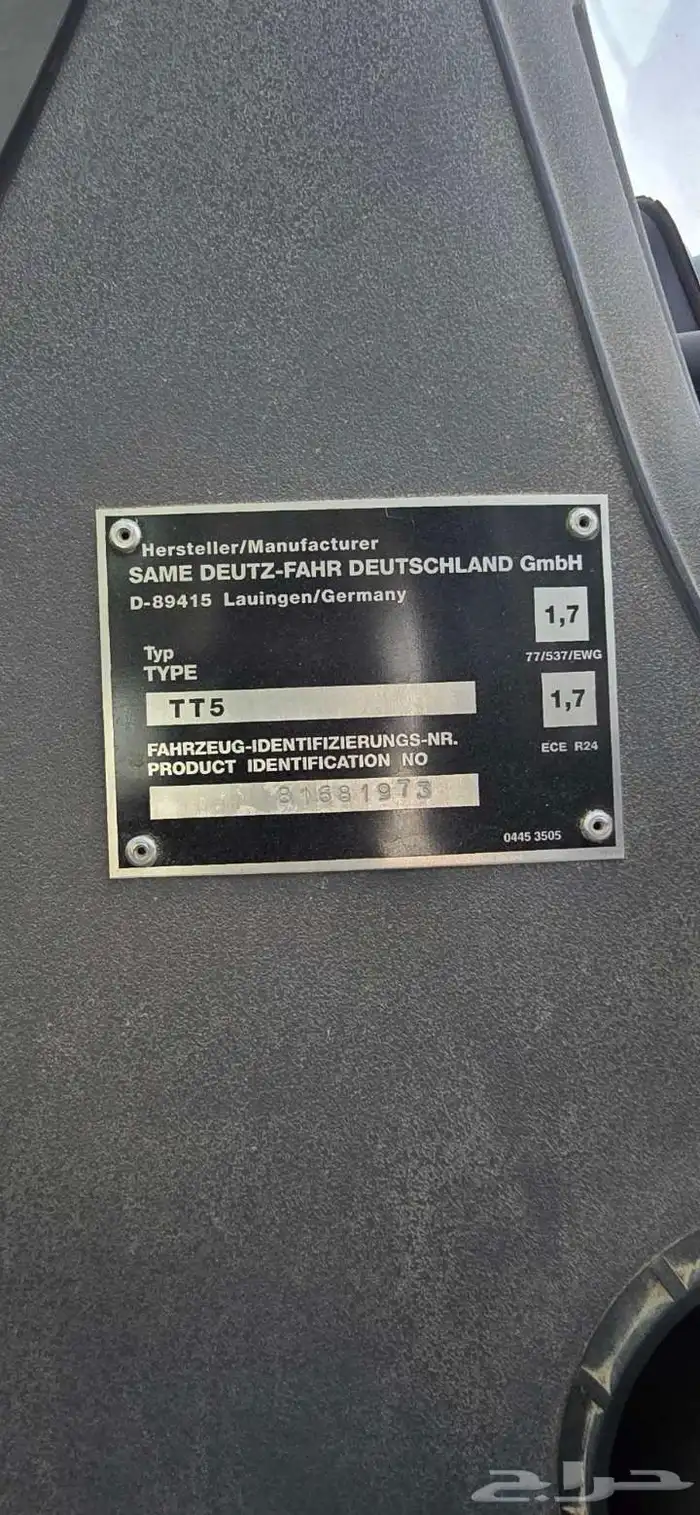 Hersteller/Manufacturer
SAME DEUTZ-FAHR DEUTSCHLAND GmbH
D-89415 Lauingen/Germany
1,7
77/537/EWG
Typ
TYPE
TT5
1,7
ECE R24
FAHRZEUG-IDENTIFIZIERUNGS-NR.
PRODUCT IDENTIFICATION NO
81681973
0445 3505
حراج